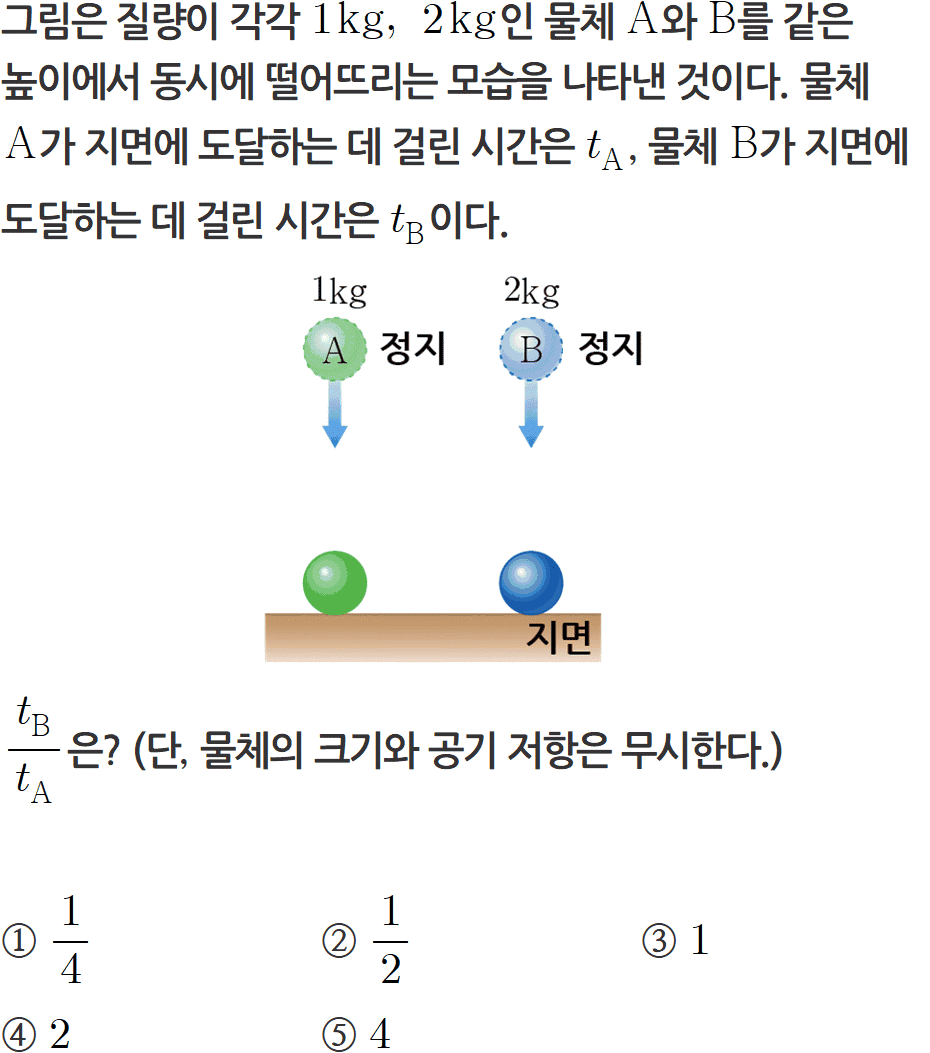 그림은 질량이 각각 1kg, 2kg인 물체 A와 B를 같은
높이에서 동시에 떨어뜨리는 모습을 나타낸 것이다. 물체
A가 지면에 도달하는 데 걸린 시간은 t_A, 물체 B가 지면에
도달하는 데 걸린 시간은 t_B이다.
1kg 2kg
A 정지 B 정지
지면
t_B/t_A 은? (단, 물체의 크기와 공기 저항은 무시한다.)
① 1/4 ② 1/2 ③ 1
④ 2 ⑤ 4